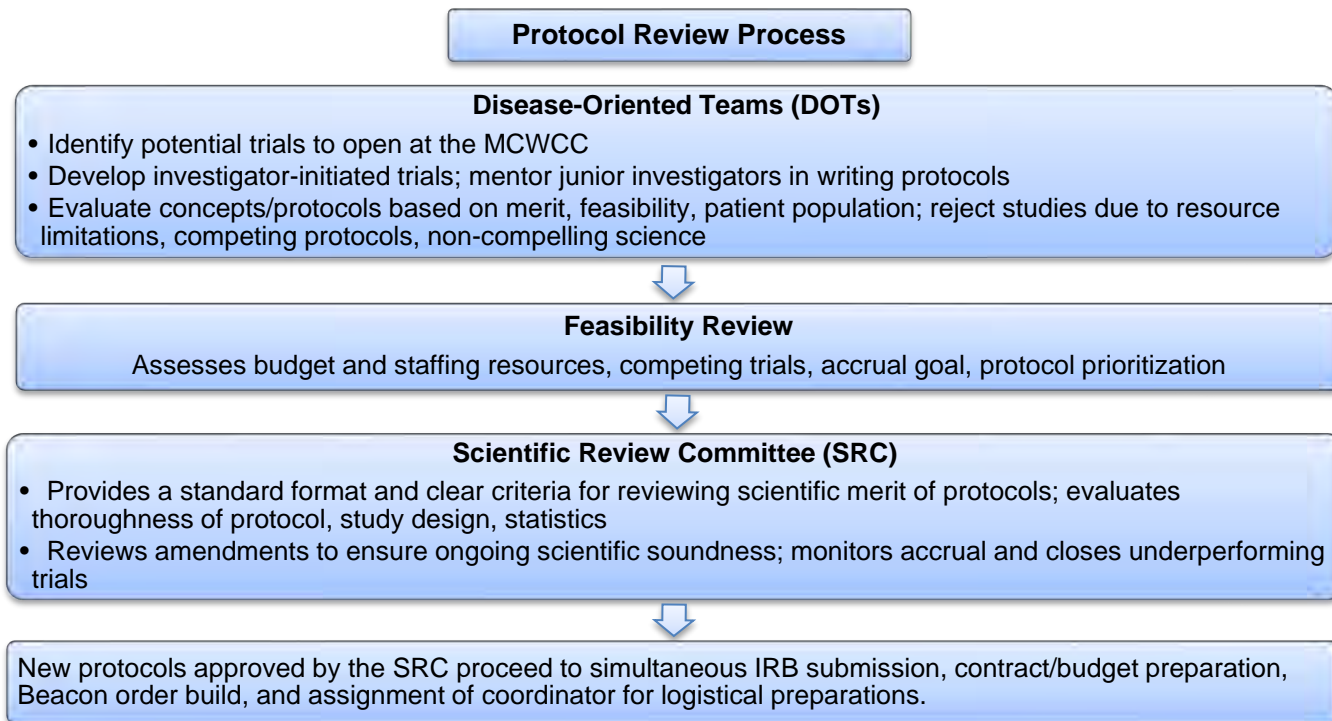 Protocol Review Process
Disease-Oriented Teams (DOTs)
• Identify potential trials to open at the MCWCC
• Develop investigator-initiated trials; mentor junior investigators in writing protocols
• Evaluate concepts/protocols based on merit, feasibility, patient population; reject studies due to resource
limitations, competing protocols, non-compelling science
Feasibility Review
Assesses budget and staffing resources, competing trials, accrual goal, protocol prioritization
Scientific Review Committee (SRC)
• Provides a standard format and clear criteria for reviewing scientific merit of protocols; evaluates
thoroughness of protocol, study design, statistics
• Reviews amendments to ensure ongoing scientific soundness; monitors accrual and closes underperforming
trials
New protocols approved by the SRC proceed to simultaneous IRB submission, contract/budget preparation,
Beacon order build, and assignment of coordinator for logistical preparations.